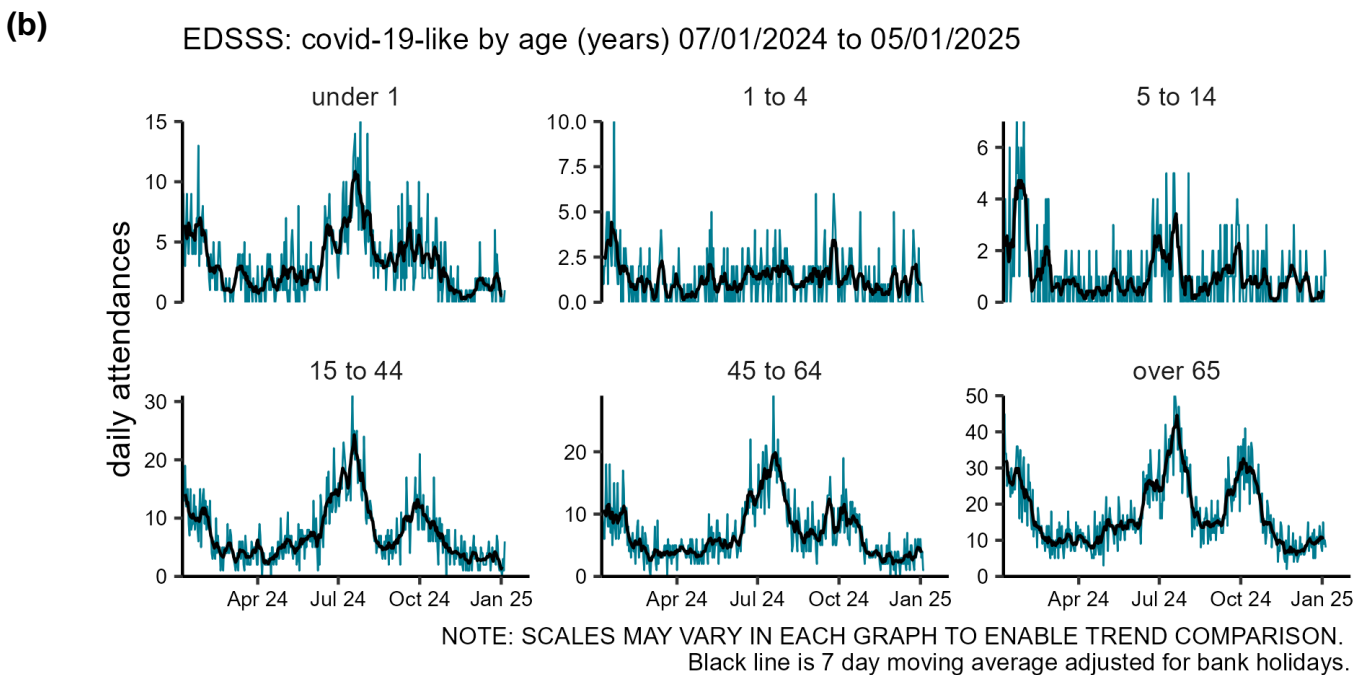 (b)
EDSSS: covid-19-like by age (years) 07/01/2024 to 05/01/2025
daily attendances
under 1
15
10
5
0
1 to 4
10.0
7.5
5.0
2.5
0.0
5 to 14
6
4
2
0
15 to 44
30
20
10
0
Apr 24 Jul 24 Oct 24 Jan 25
45 to 64
20
10
0
Apr 24 Jul 24 Oct 24 Jan 25
over 65
50
40
30
20
10
0
Apr 24 Jul 24 Oct 24 Jan 25
NOTE: SCALES MAY VARY IN EACH GRAPH TO ENABLE TREND COMPARISON.
Black line is 7 day moving average adjusted for bank holidays.